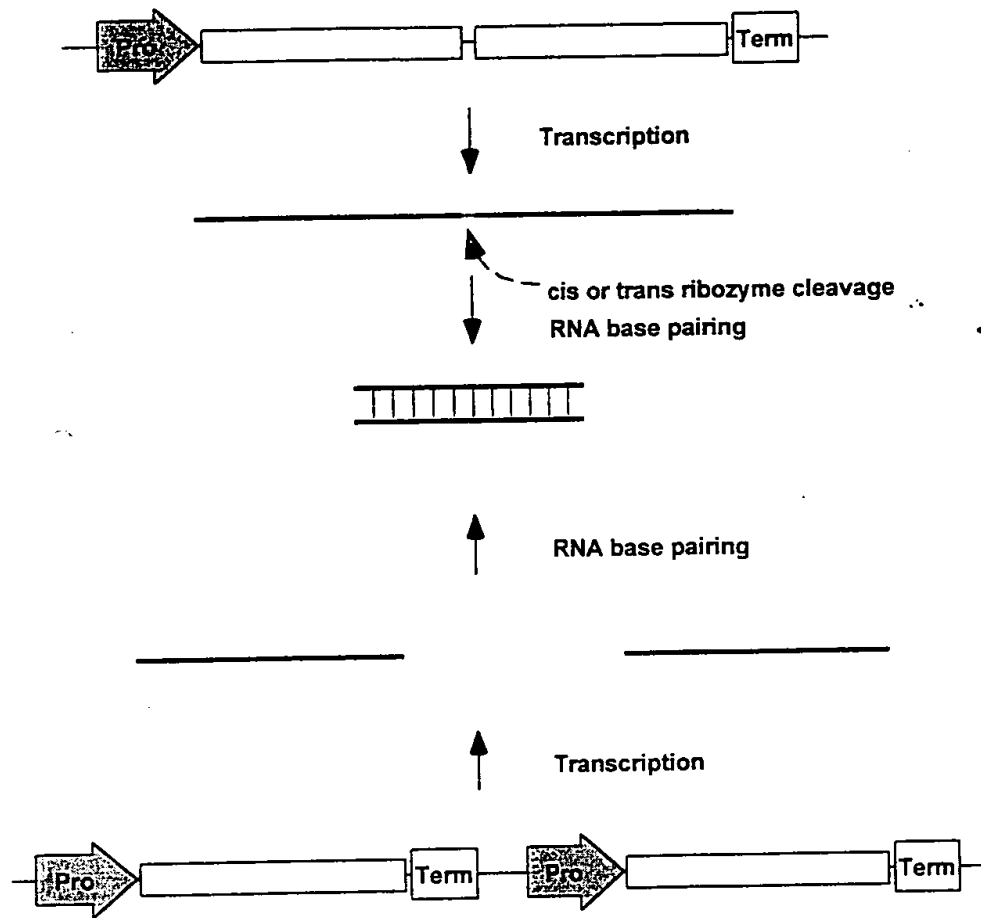 Pro Term
Transcription
cis or trans ribozyme cleavage
RNA base pairing
RNA base pairing
Transcription
Pro Term Pro Term